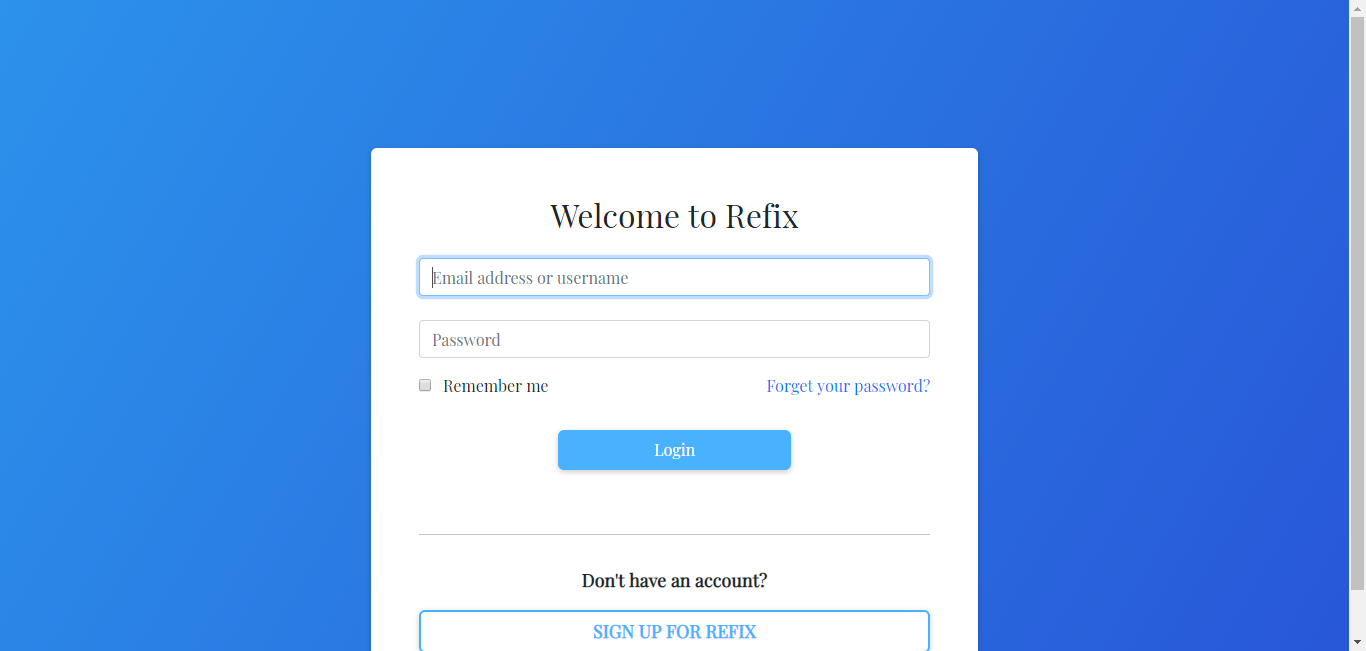 Welcome to Refix
Email address or username
Password
Remember me
Forget your password?
Login
Don't have an account?
SIGN UP FOR REFIX